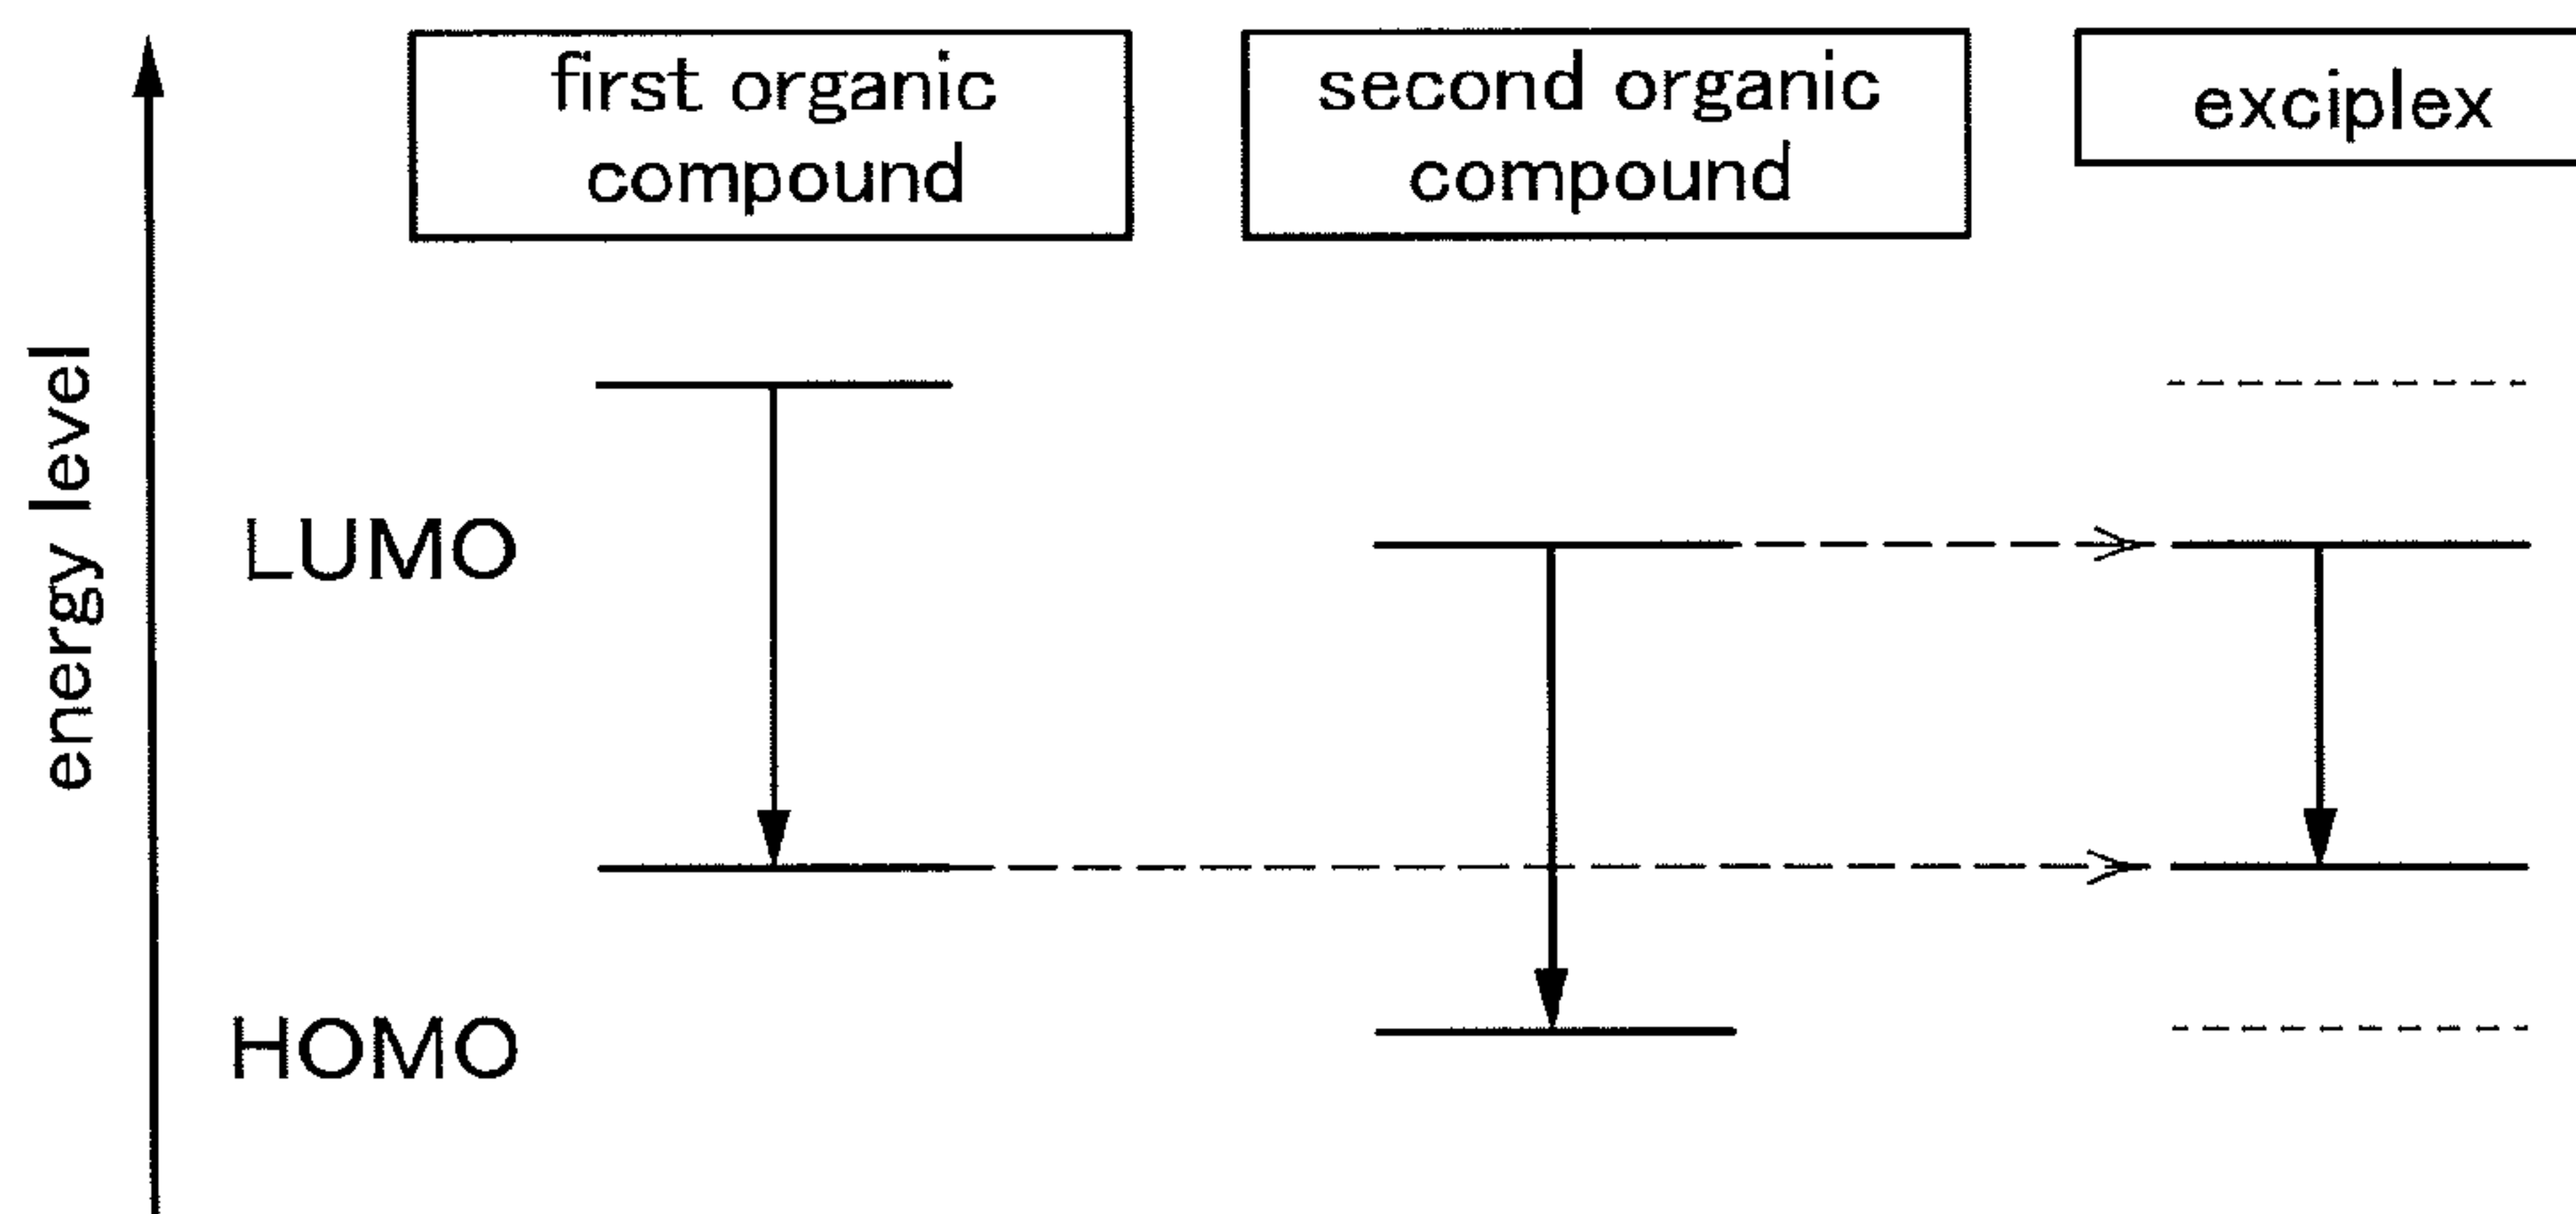 first organic
compound
second organic
compound
exciplex
energy level
LUMO
HOMO